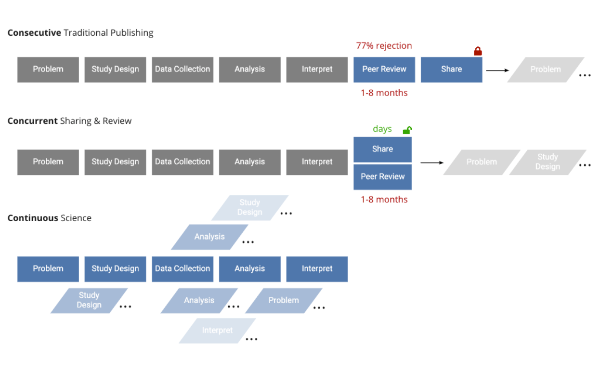 Consecutive Traditional Publishing
77% rejection
Problem Study Design Data Collection Analysis Interpret Peer Review Share Problem ...
1-8 months
Concurrent Sharing & Review
days
Share
Problem Study Design Data Collection Analysis Interpret Problem Study Design ...
Peer Review
1-8 months
Study Design ...
Continuous Science
Analysis ...
Problem Study Design Data Collection Analysis Interpret
Study Design ... Analysis ... Problem ...
Interpret ...